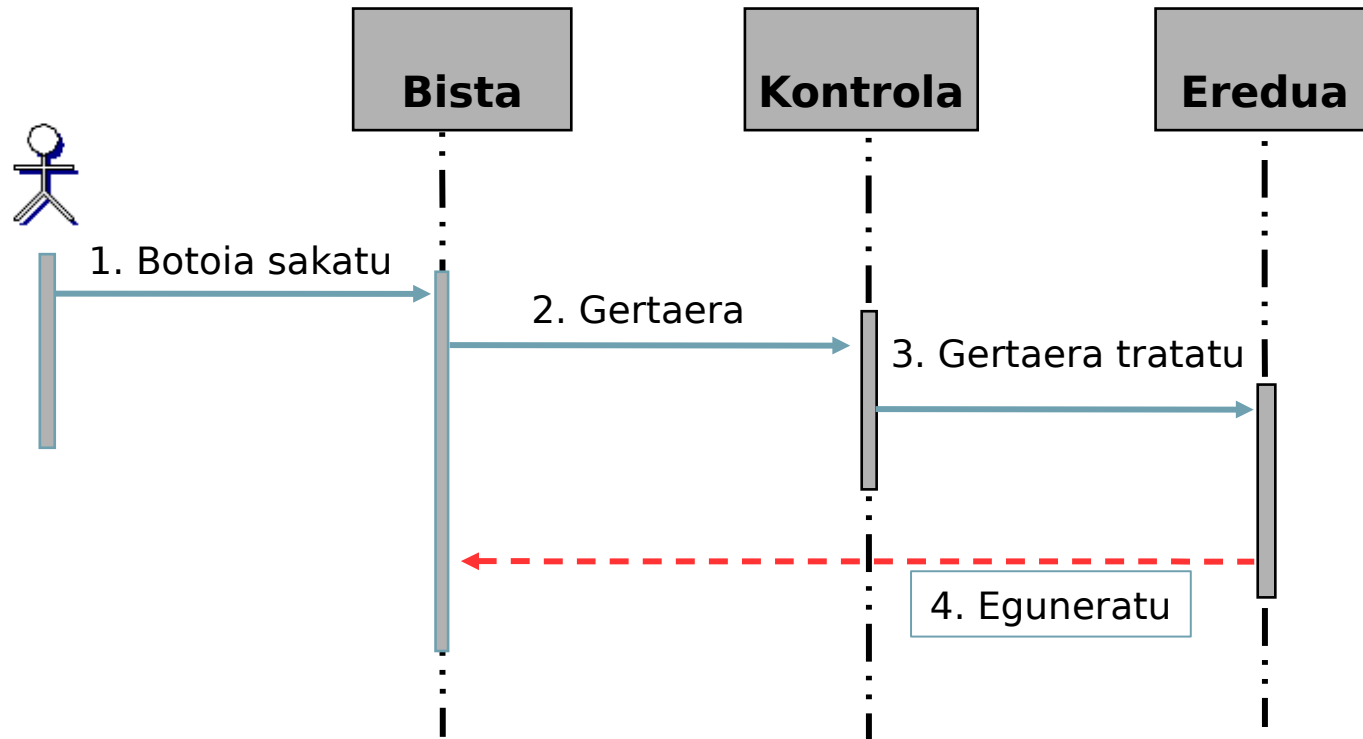 Bista
Kontrola
Eredua
1. Botoia sakatu
2. Gertaera
3. Gertaera tratatu
4. Eguneratu